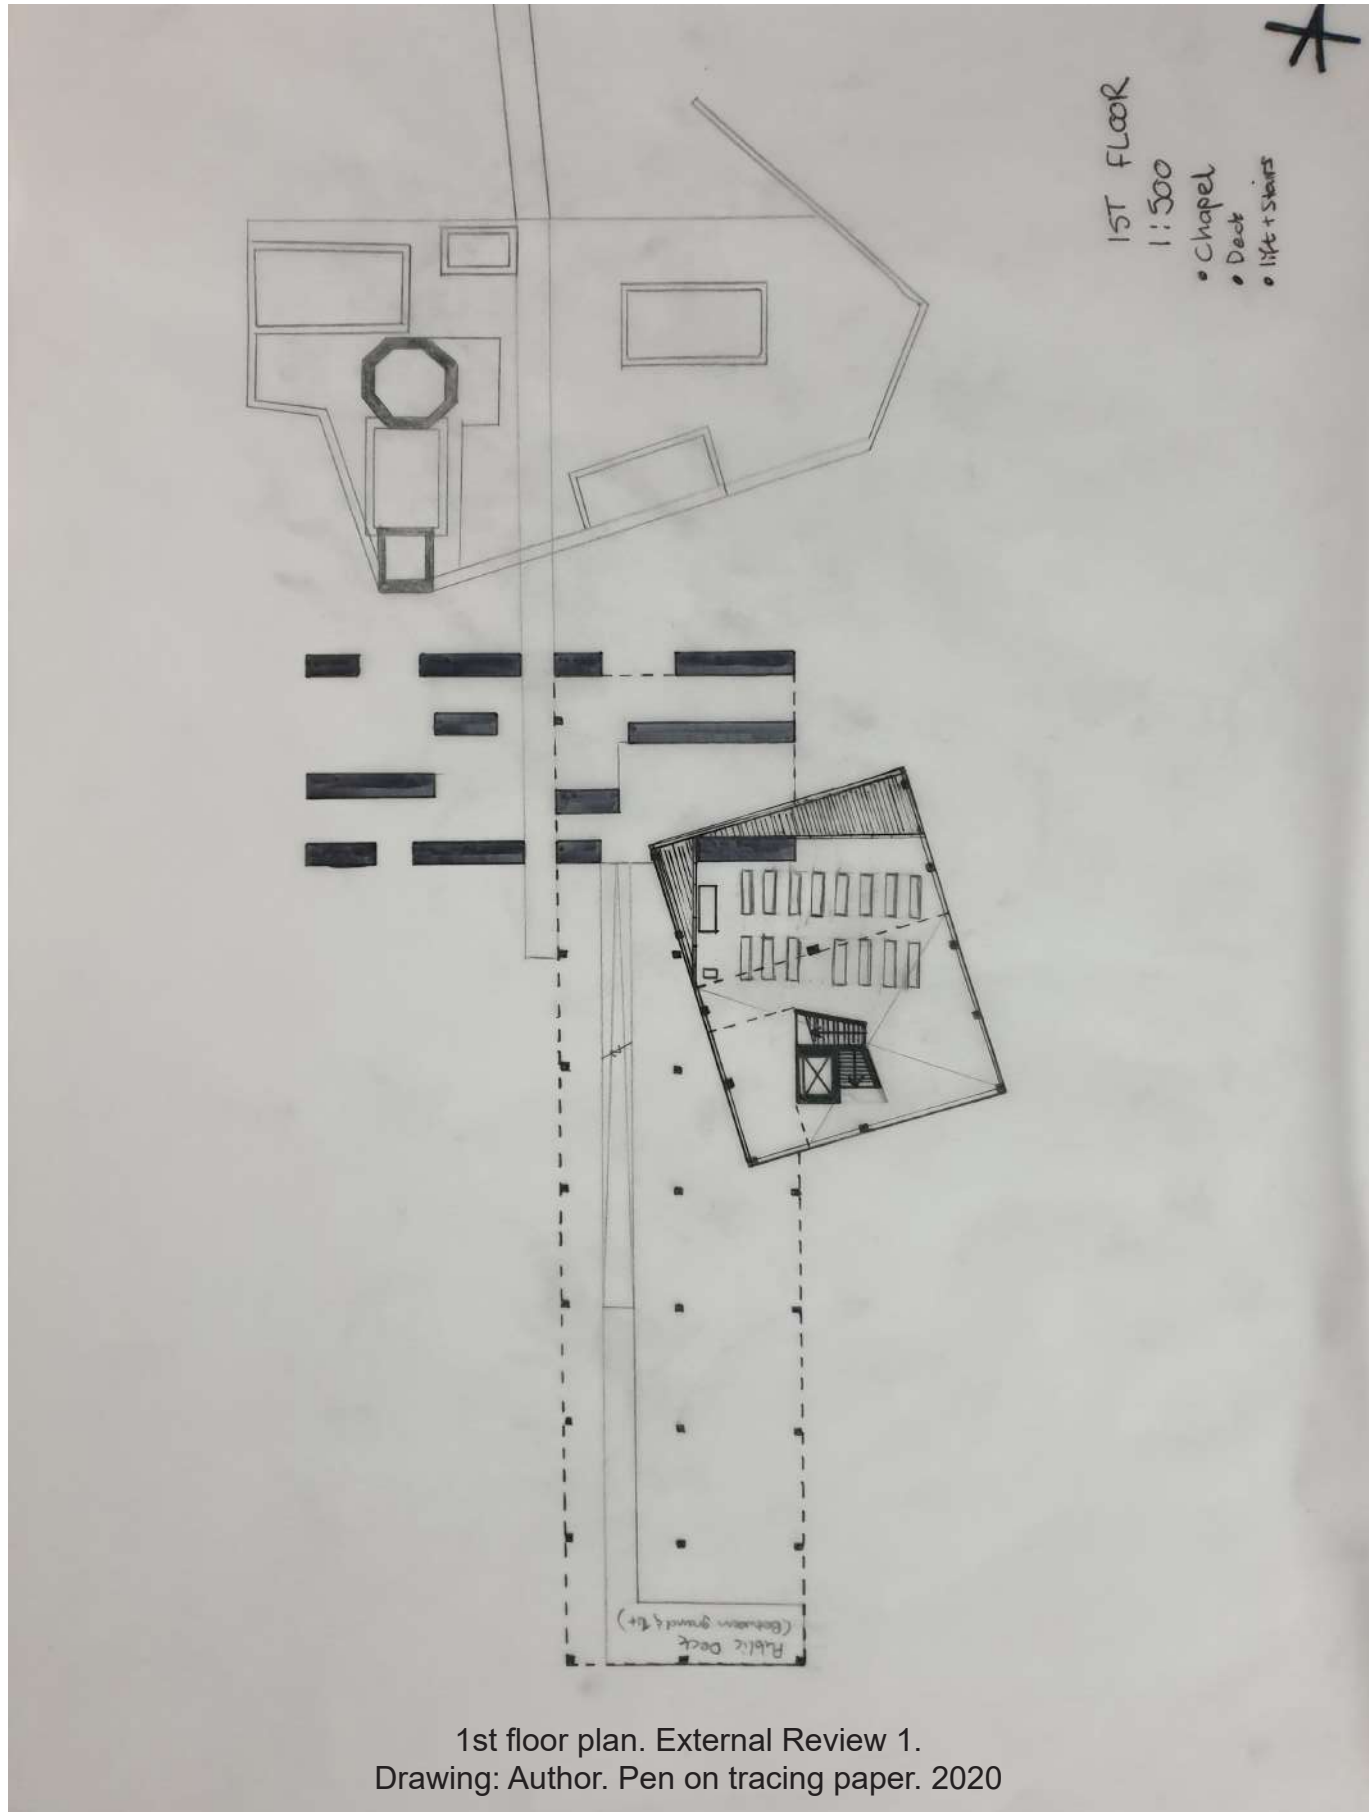 1ST FLOOR
1:500
• Chapel
• Deck
• lift + stairs
Public Deck
(Between ground & 1st)
1st floor plan. External Review 1.
Drawing: Author. Pen on tracing paper. 2020